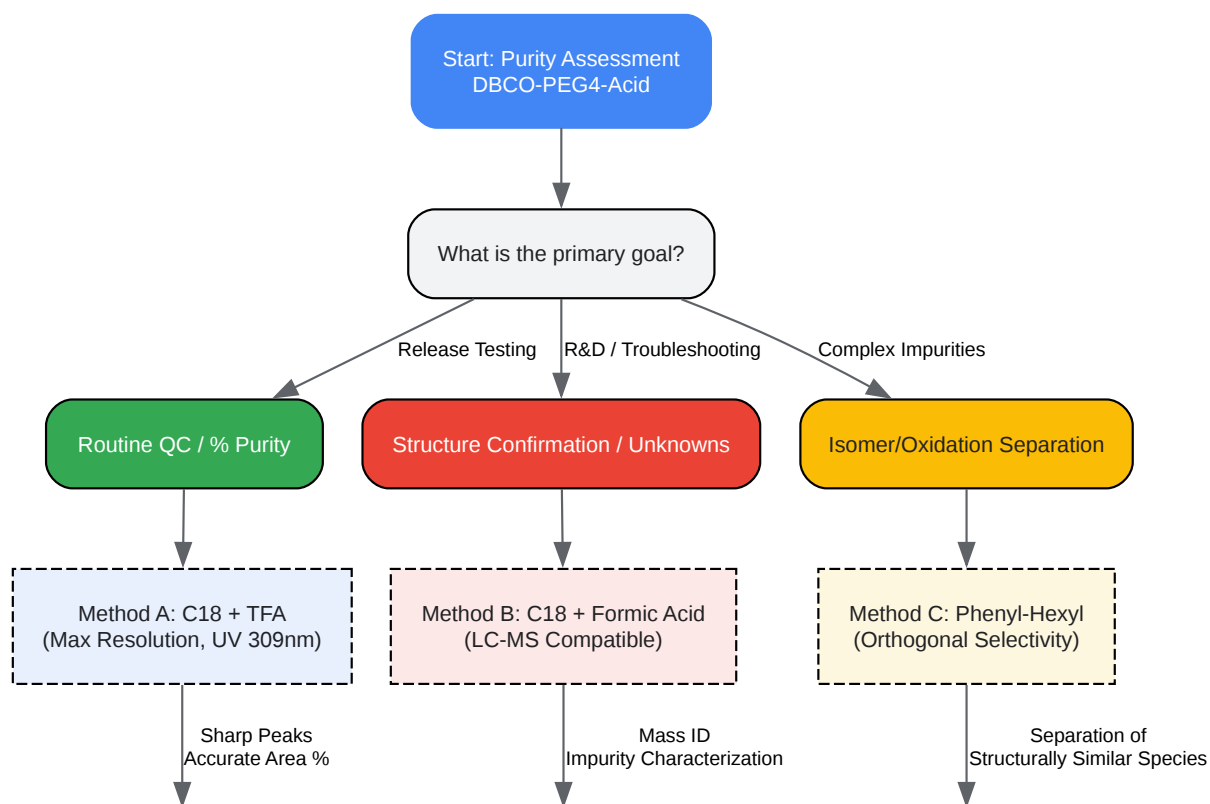 Start: Purity Assessment
DBCO-PEG4-Acid
What is the primary goal?
Release Testing
R&D / Troubleshooting
Complex Impurities
Routine QC / % Purity
Structure Confirmation / Unknowns
Isomer/Oxidation Separation
Method A: C18 + TFA
(Max Resolution, UV 309nm)
Method B: C18 + Formic Acid
(LC-MS Compatible)
Method C: Phenyl-Hexyl
(Orthogonal Selectivity)
Sharp Peaks
Accurate Area %
Mass ID
Impurity Characterization
Separation of
Structurally Similar Species